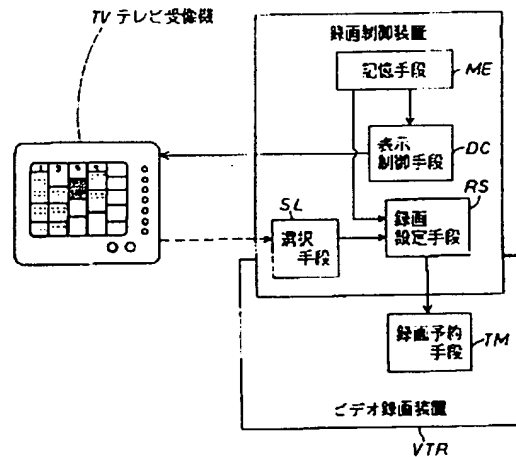 TV テレビ受像機
録画制御装置
記憶手段
ME
表示
制御手段
DC
RS
SL
選択
手段
録画
設定手段
録画予約
手段
TM
ビデオ録画装置
VTR